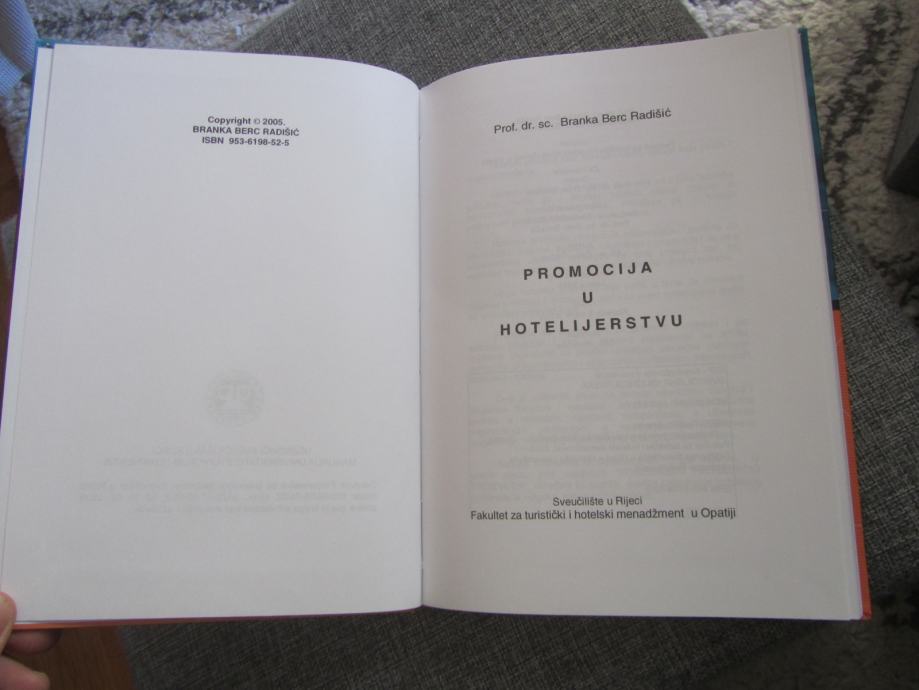 Copyright © 2005.
BRANKA BERC RADIŠIĆ
ISBN 953-6198-52-5
Prof. dr. sc. Branka Berc Radišić
PROMOCIJA
U
HOTELIJERSTVU
Sveučilište u Rijeci
Fakultet za turistički i hotelski menadžment u Opatiji